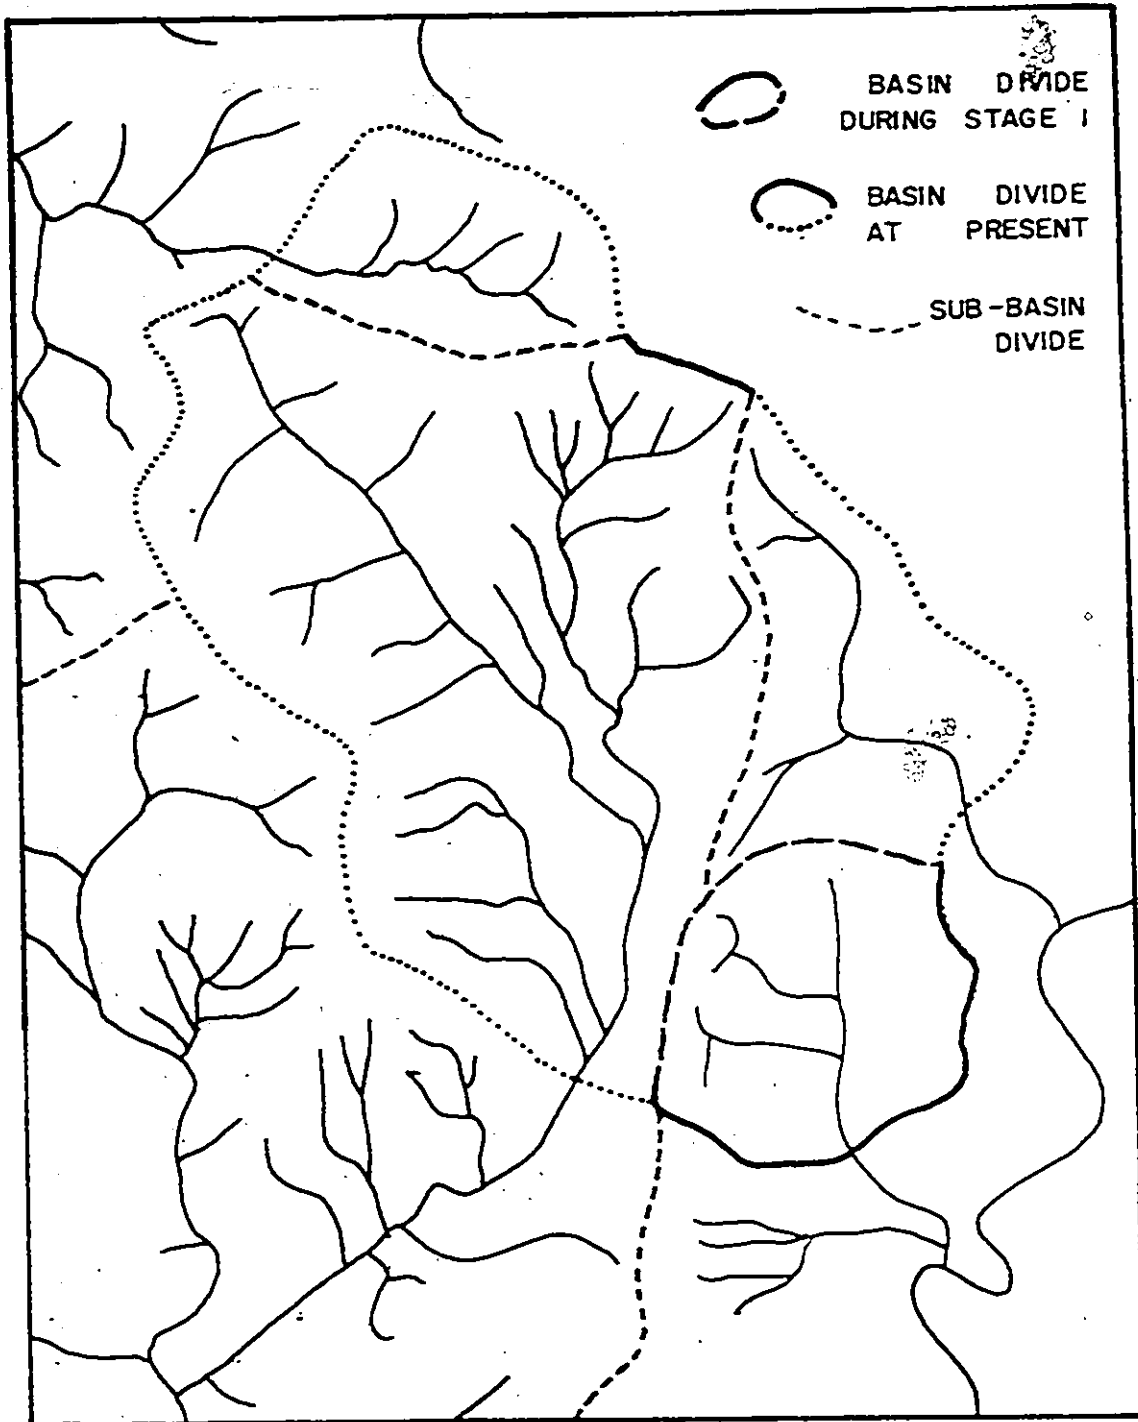 BASIN DIVIDE
DURING STAGE I
BASIN DIVIDE
AT PRESENT
SUB-BASIN
DIVIDE